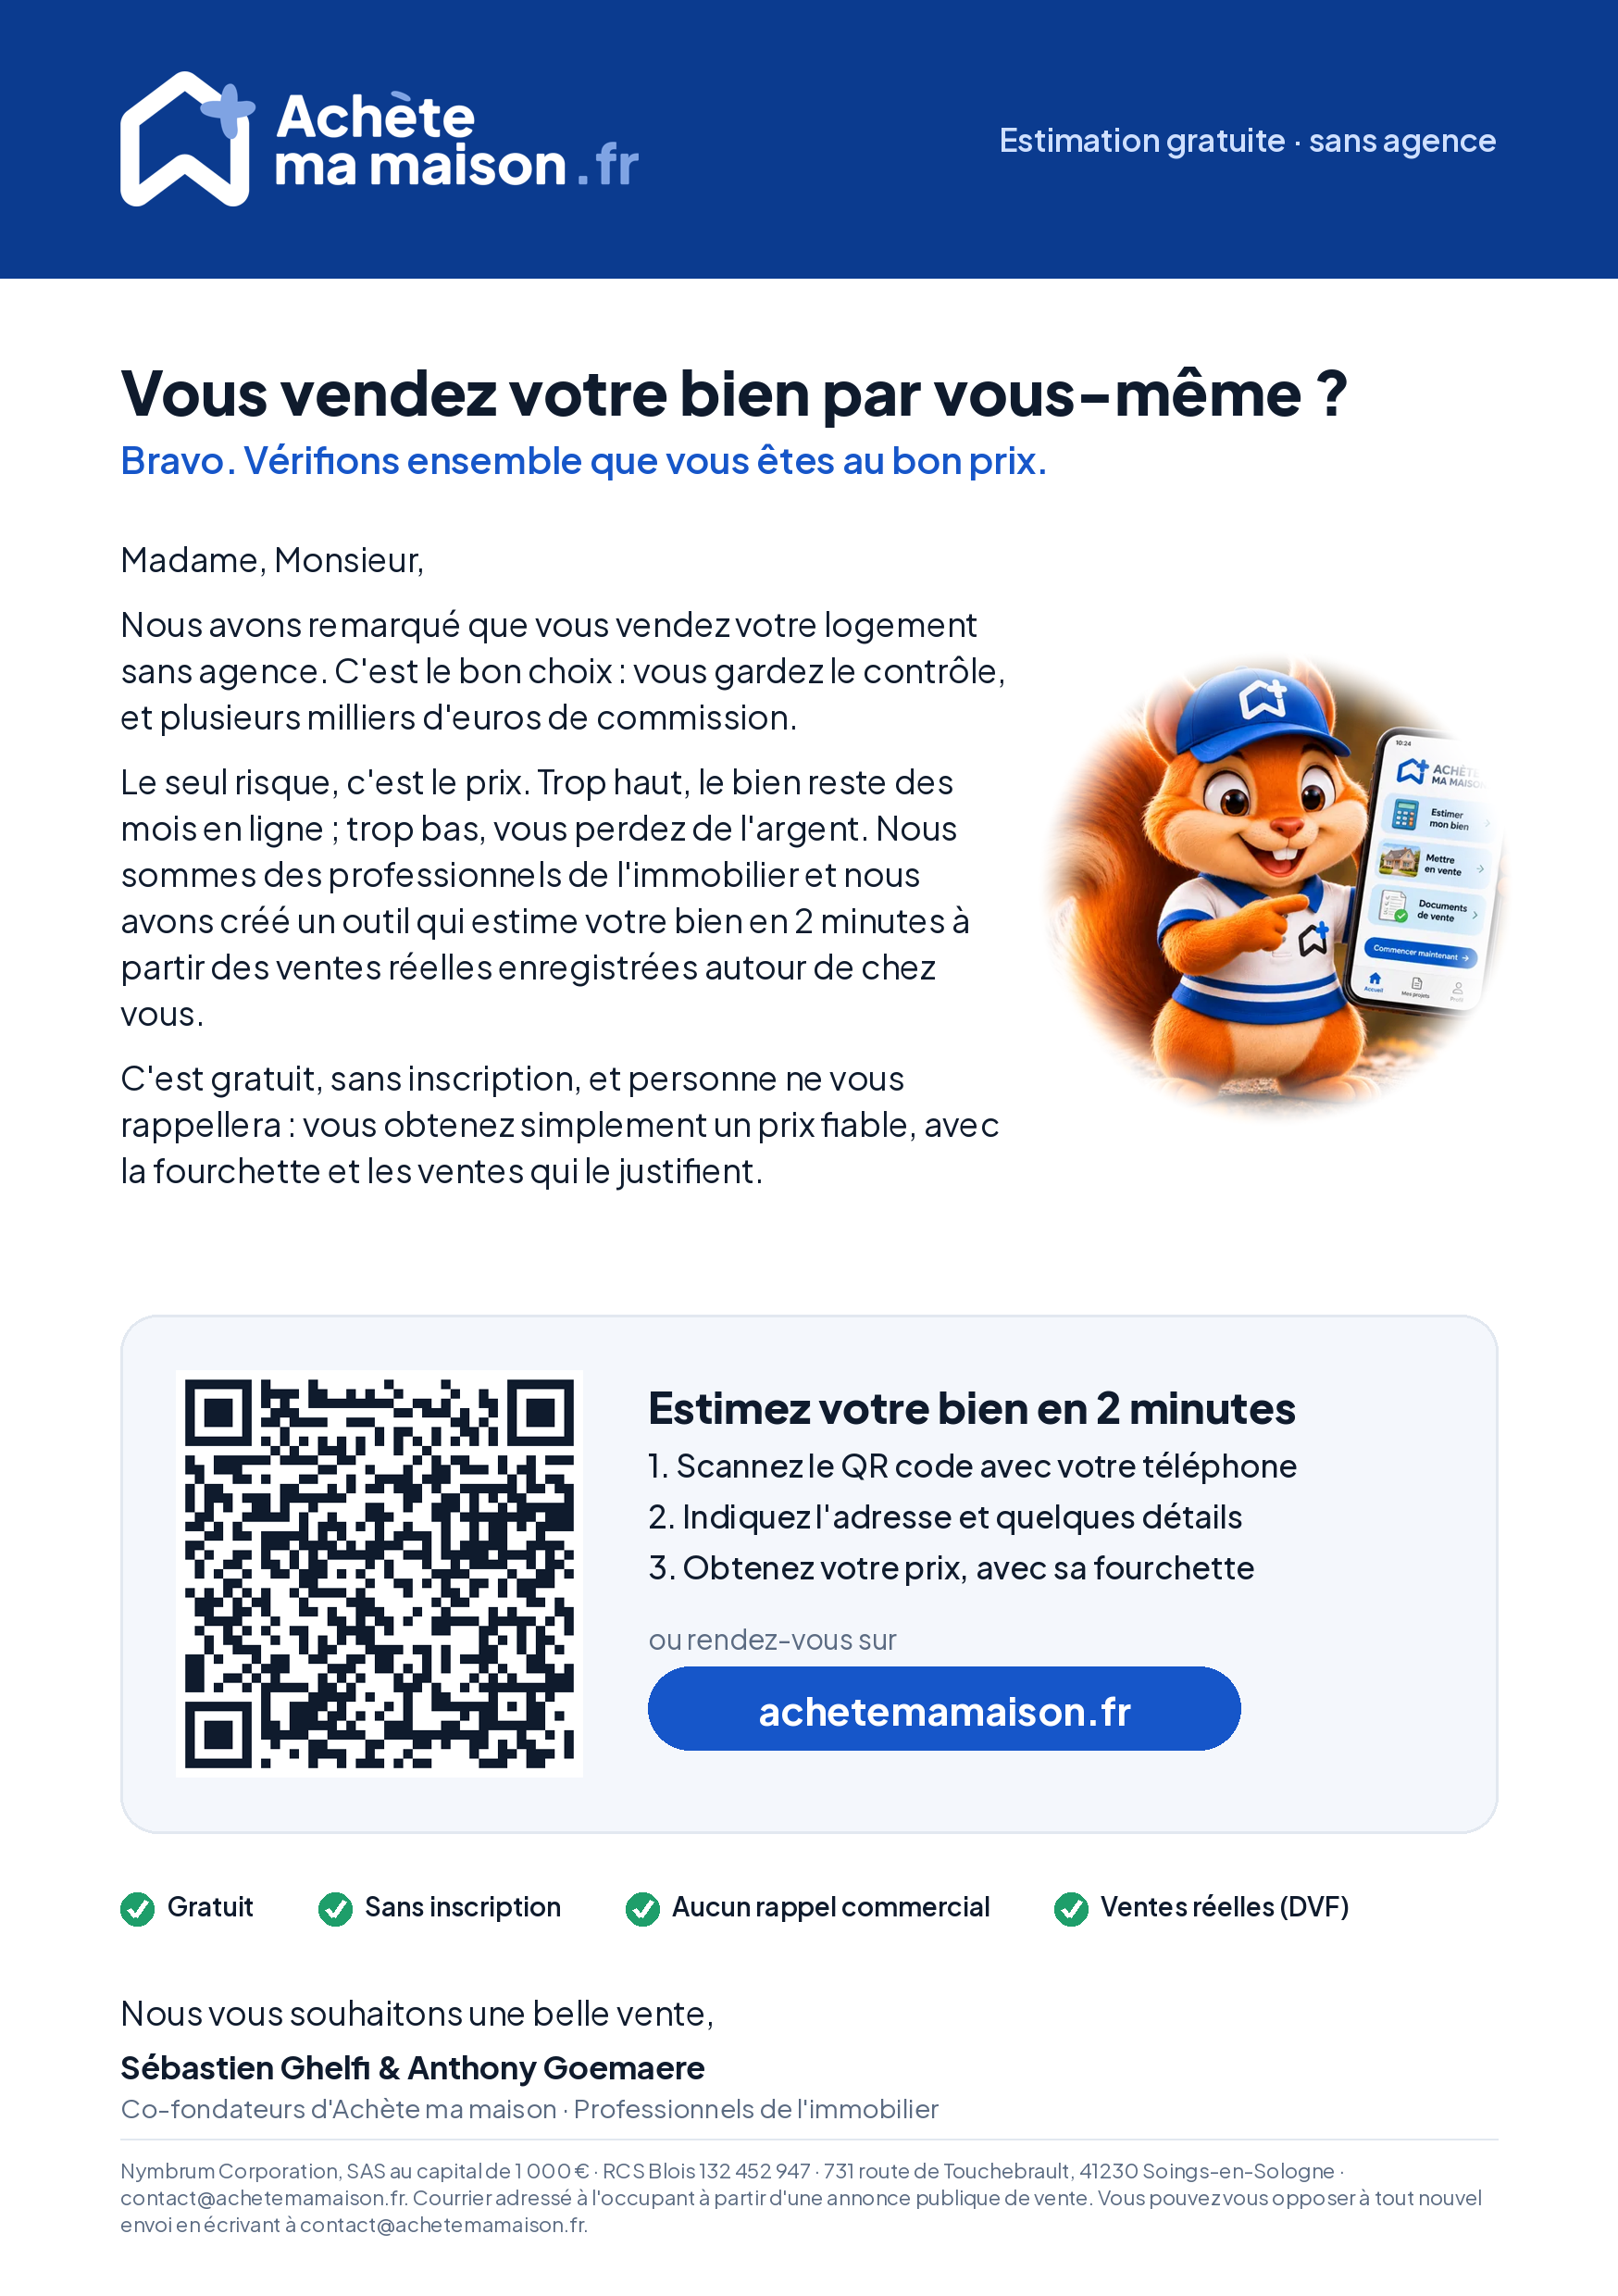 Achète
ma maison .fr
Estimation gratuite · sans agence
Vous vendez votre bien par vous-même ?
Bravo. Vérifions ensemble que vous êtes au bon prix.
Madame, Monsieur,
Nous avons remarqué que vous vendez votre logement
sans agence. C'est le bon choix : vous gardez le contrôle,
et plusieurs milliers d'euros de commission.
Le seul risque, c'est le prix. Trop haut, le bien reste des
mois en ligne ; trop bas, vous perdez de l'argent. Nous
sommes des professionnels de l'immobilier et nous
avons créé un outil qui estime votre bien en 2 minutes à
partir des ventes réelles enregistrées autour de chez
vous.
C'est gratuit, sans inscription, et personne ne vous
rappellera : vous obtenez simplement un prix fiable, avec
la fourchette et les ventes qui le justifient.
10:24
ACHÈTE
MA MAISON
Estimer
mon bien
Mettre
en vente
Documents
de vente
Commencer maintenant →
Accueil
Mes projets
Profil
Estimez votre bien en 2 minutes
1. Scannez le QR code avec votre téléphone
2. Indiquez l'adresse et quelques détails
3. Obtenez votre prix, avec sa fourchette
ou rendez-vous sur
achetemamaison.fr
Gratuit
Sans inscription
Aucun rappel commercial
Ventes réelles (DVF)
Nous vous souhaitons une belle vente,
Sébastien Ghelfi & Anthony Goemaere
Co-fondateurs d'Achète ma maison · Professionnels de l'immobilier
Nymbrum Corporation, SAS au capital de 1 000 € · RCS Blois 132 452 947 · 731 route de Touchebrault, 41230 Soings-en-Sologne ·
contact@achetemamaison.fr. Courrier adressé à l'occupant à partir d'une annonce publique de vente. Vous pouvez vous opposer à tout nouvel
envoi en écrivant à contact@achetemamaison.fr.